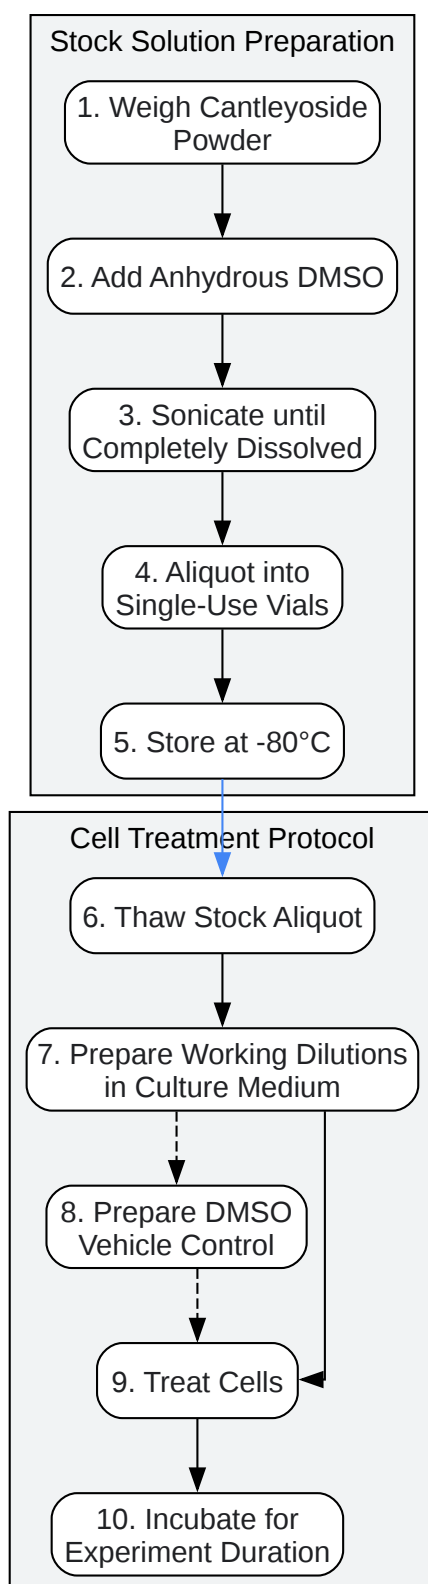 Stock Solution Preparation
1. Weigh Cantleyoside
Powder
2. Add Anhydrous DMSO
3. Sonicate until
Completely Dissolved
4. Aliquot into
Single-Use Vials
5. Store at -80°C
Cell Treatment Protocol
6. Thaw Stock Aliquot
7. Prepare Working Dilutions
in Culture Medium
8. Prepare DMSO
Vehicle Control
9. Treat Cells
10. Incubate for
Experiment Duration